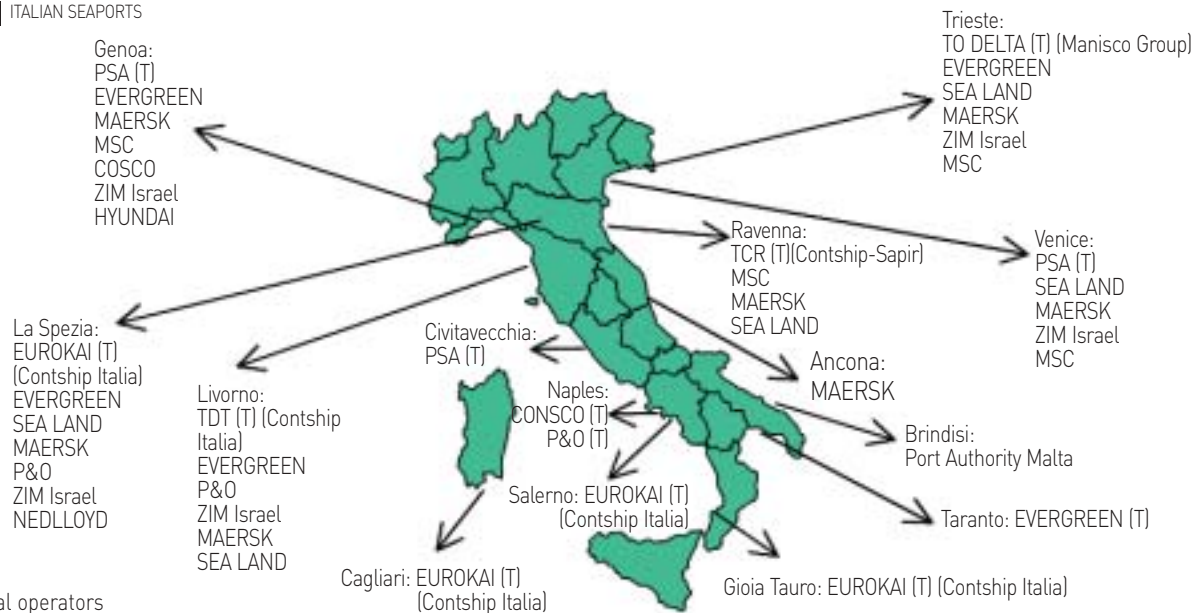 ITALIAN SEAPORTS
Genoa:
PSA (T)
EVERGREEN
MAERSK
MSC
COSCO
ZIM Israel
HYUNDAI
Trieste:
TO DELTA (T) (Manisco Group)
EVERGREEN
SEA LAND
MAERSK
ZIM Israel
MSC
Ravenna:
TCR (T)(Contship-Sapir)
MSC
MAERSK
SEA LAND
Venice:
PSA (T)
SEA LAND
MAERSK
ZIM Israel
MSC
La Spezia:
EUROKAI (T)
(Contship Italia)
EVERGREEN
SEA LAND
MAERSK
P&O
ZIM Israel
NEDLLOYD
Livorno:
TDT (T) (Contship
Italia)
EVERGREEN
P&O
ZIM Israel
MAERSK
SEA LAND
Civitavecchia:
PSA (T)
Naples:
CONSCO (T)
P&O (T)
Ancona:
MAERSK
Brindisi:
Port Authority Malta
Salerno: EUROKAI (T)
(Contship Italia)
Taranto: EVERGREEN (T)
Cagliari: EUROKAI (T)
(Contship Italia)
Gioia Tauro: EUROKAI (T) (Contship Italia)
al operators